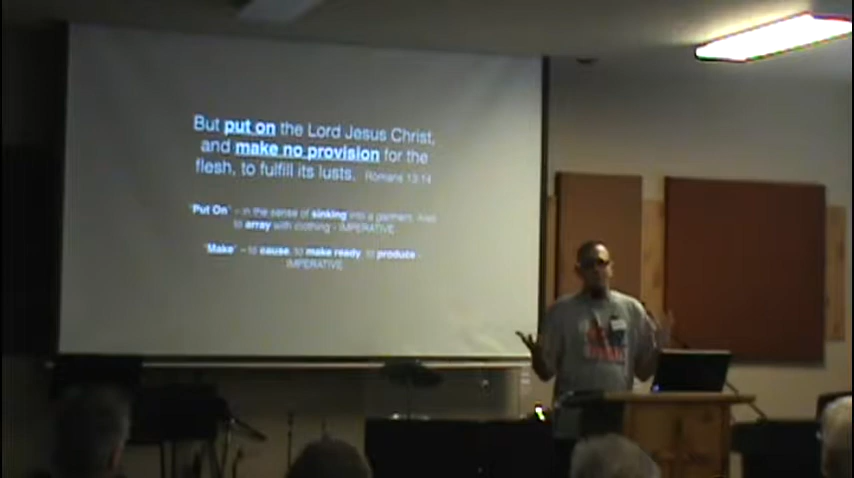 But put on the Lord Jesus Christ,
and make no provision for the
flesh, to fulfill its lusts. Romans 13:14
"Put On" – in the sense of sinking into a garment.
to array with clothing - IMPERATIVE
"Make" – to cause, to make ready, to produce -
IMPERATIVE